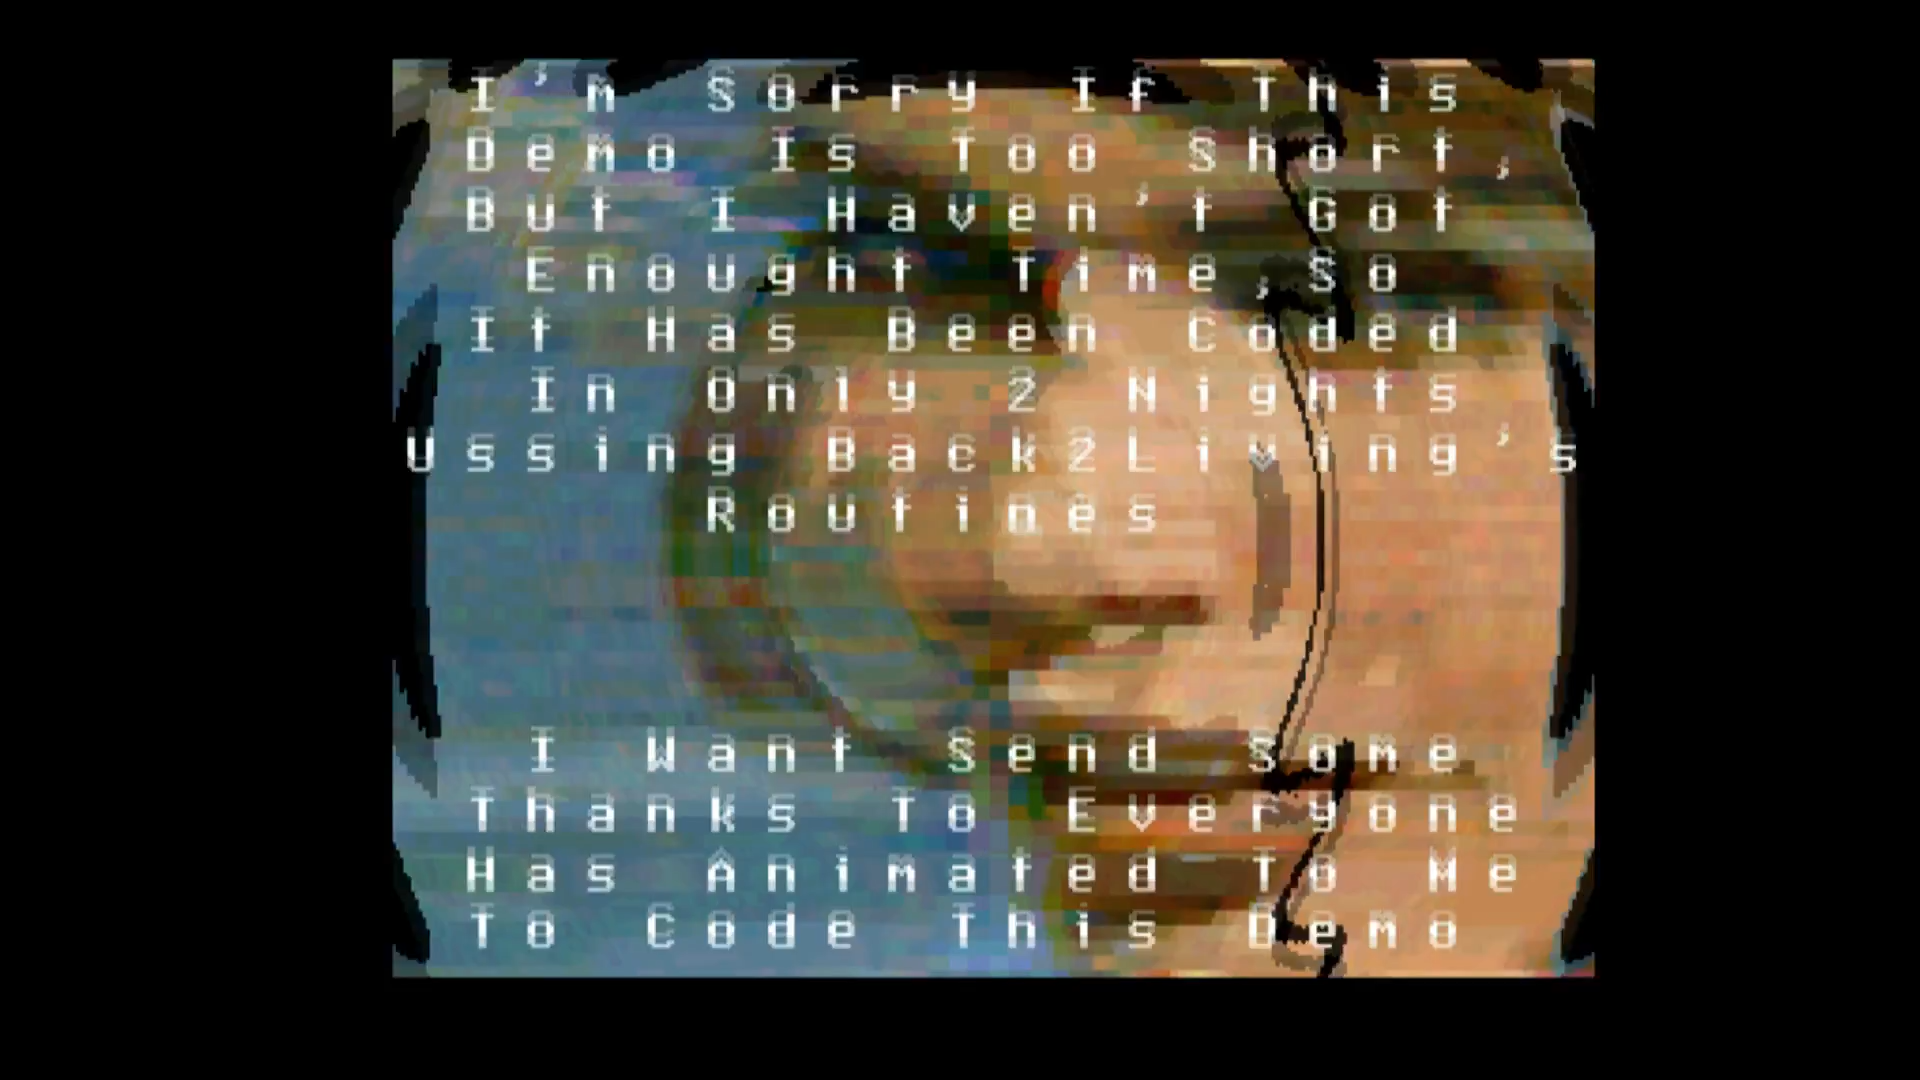 I'm Sorry If This
Demo Is Too Short,
But I Haven't Got
Enought Time,So
It Has Been Coded
In Only 2 Nights
Ussing Back2Living's
Routines
I Want Send Some
Thanks To Everyone
Has Animated To Me
To Code This Demo